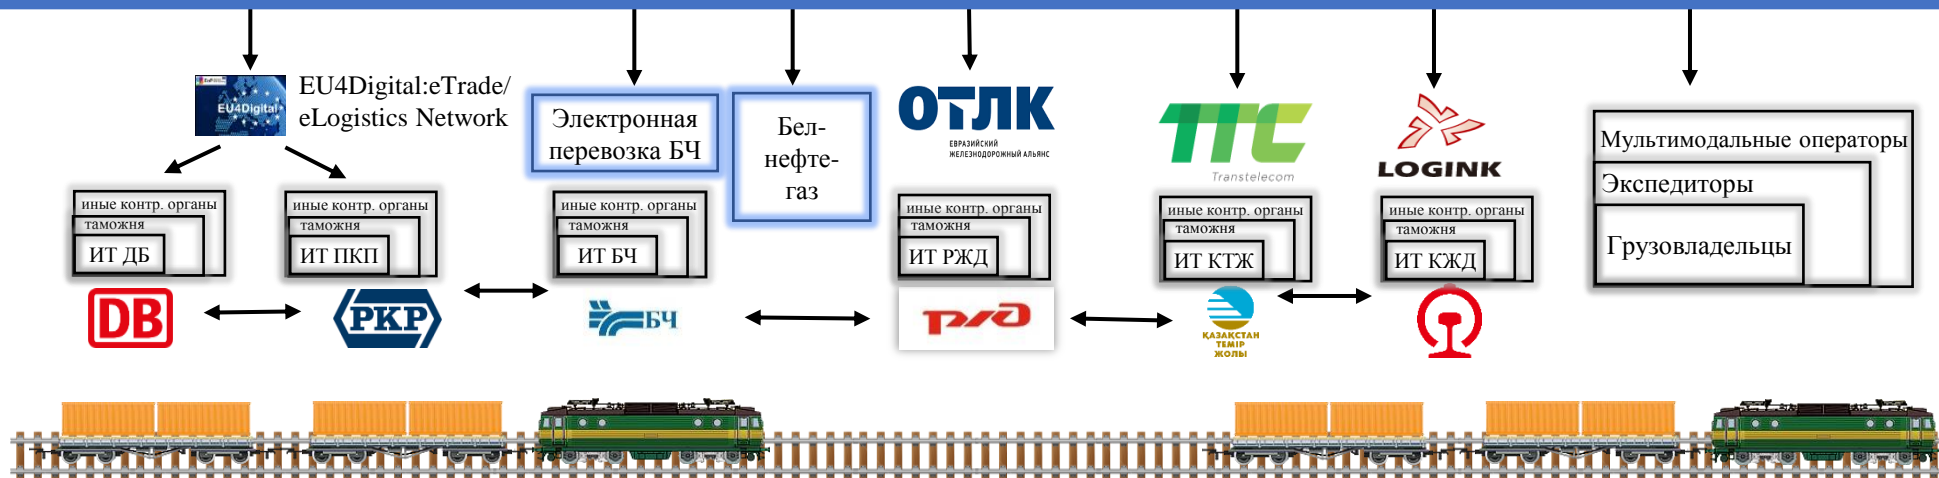 EU4Digital
EU4Digital:eTrade/
eLogistics Network
Электронная
перевозка БЧ
Бел-
нефте-
газ
ОТЛК
ЕВРАЗИЙСКИЙ
ЖЕЛЕЗНОДОРОЖНЫЙ АЛЬЯНС
TTC
Transtelecom
LOGINK
Мультимодальные операторы
Экспедиторы
Грузовладельцы
иные контр. органы
таможня
ИТ ДБ
иные контр. органы
таможня
ИТ ПКП
иные контр. органы
таможня
ИТ БЧ
иные контр. органы
таможня
ИТ РЖД
иные контр. органы
таможня
ИТ КТЖ
иные контр. органы
таможня
ИТ КЖД
DB
PKP
БЧ
РЖД
ҚАЗАҚСТАН
ТЕМІР
ЖОЛЫ